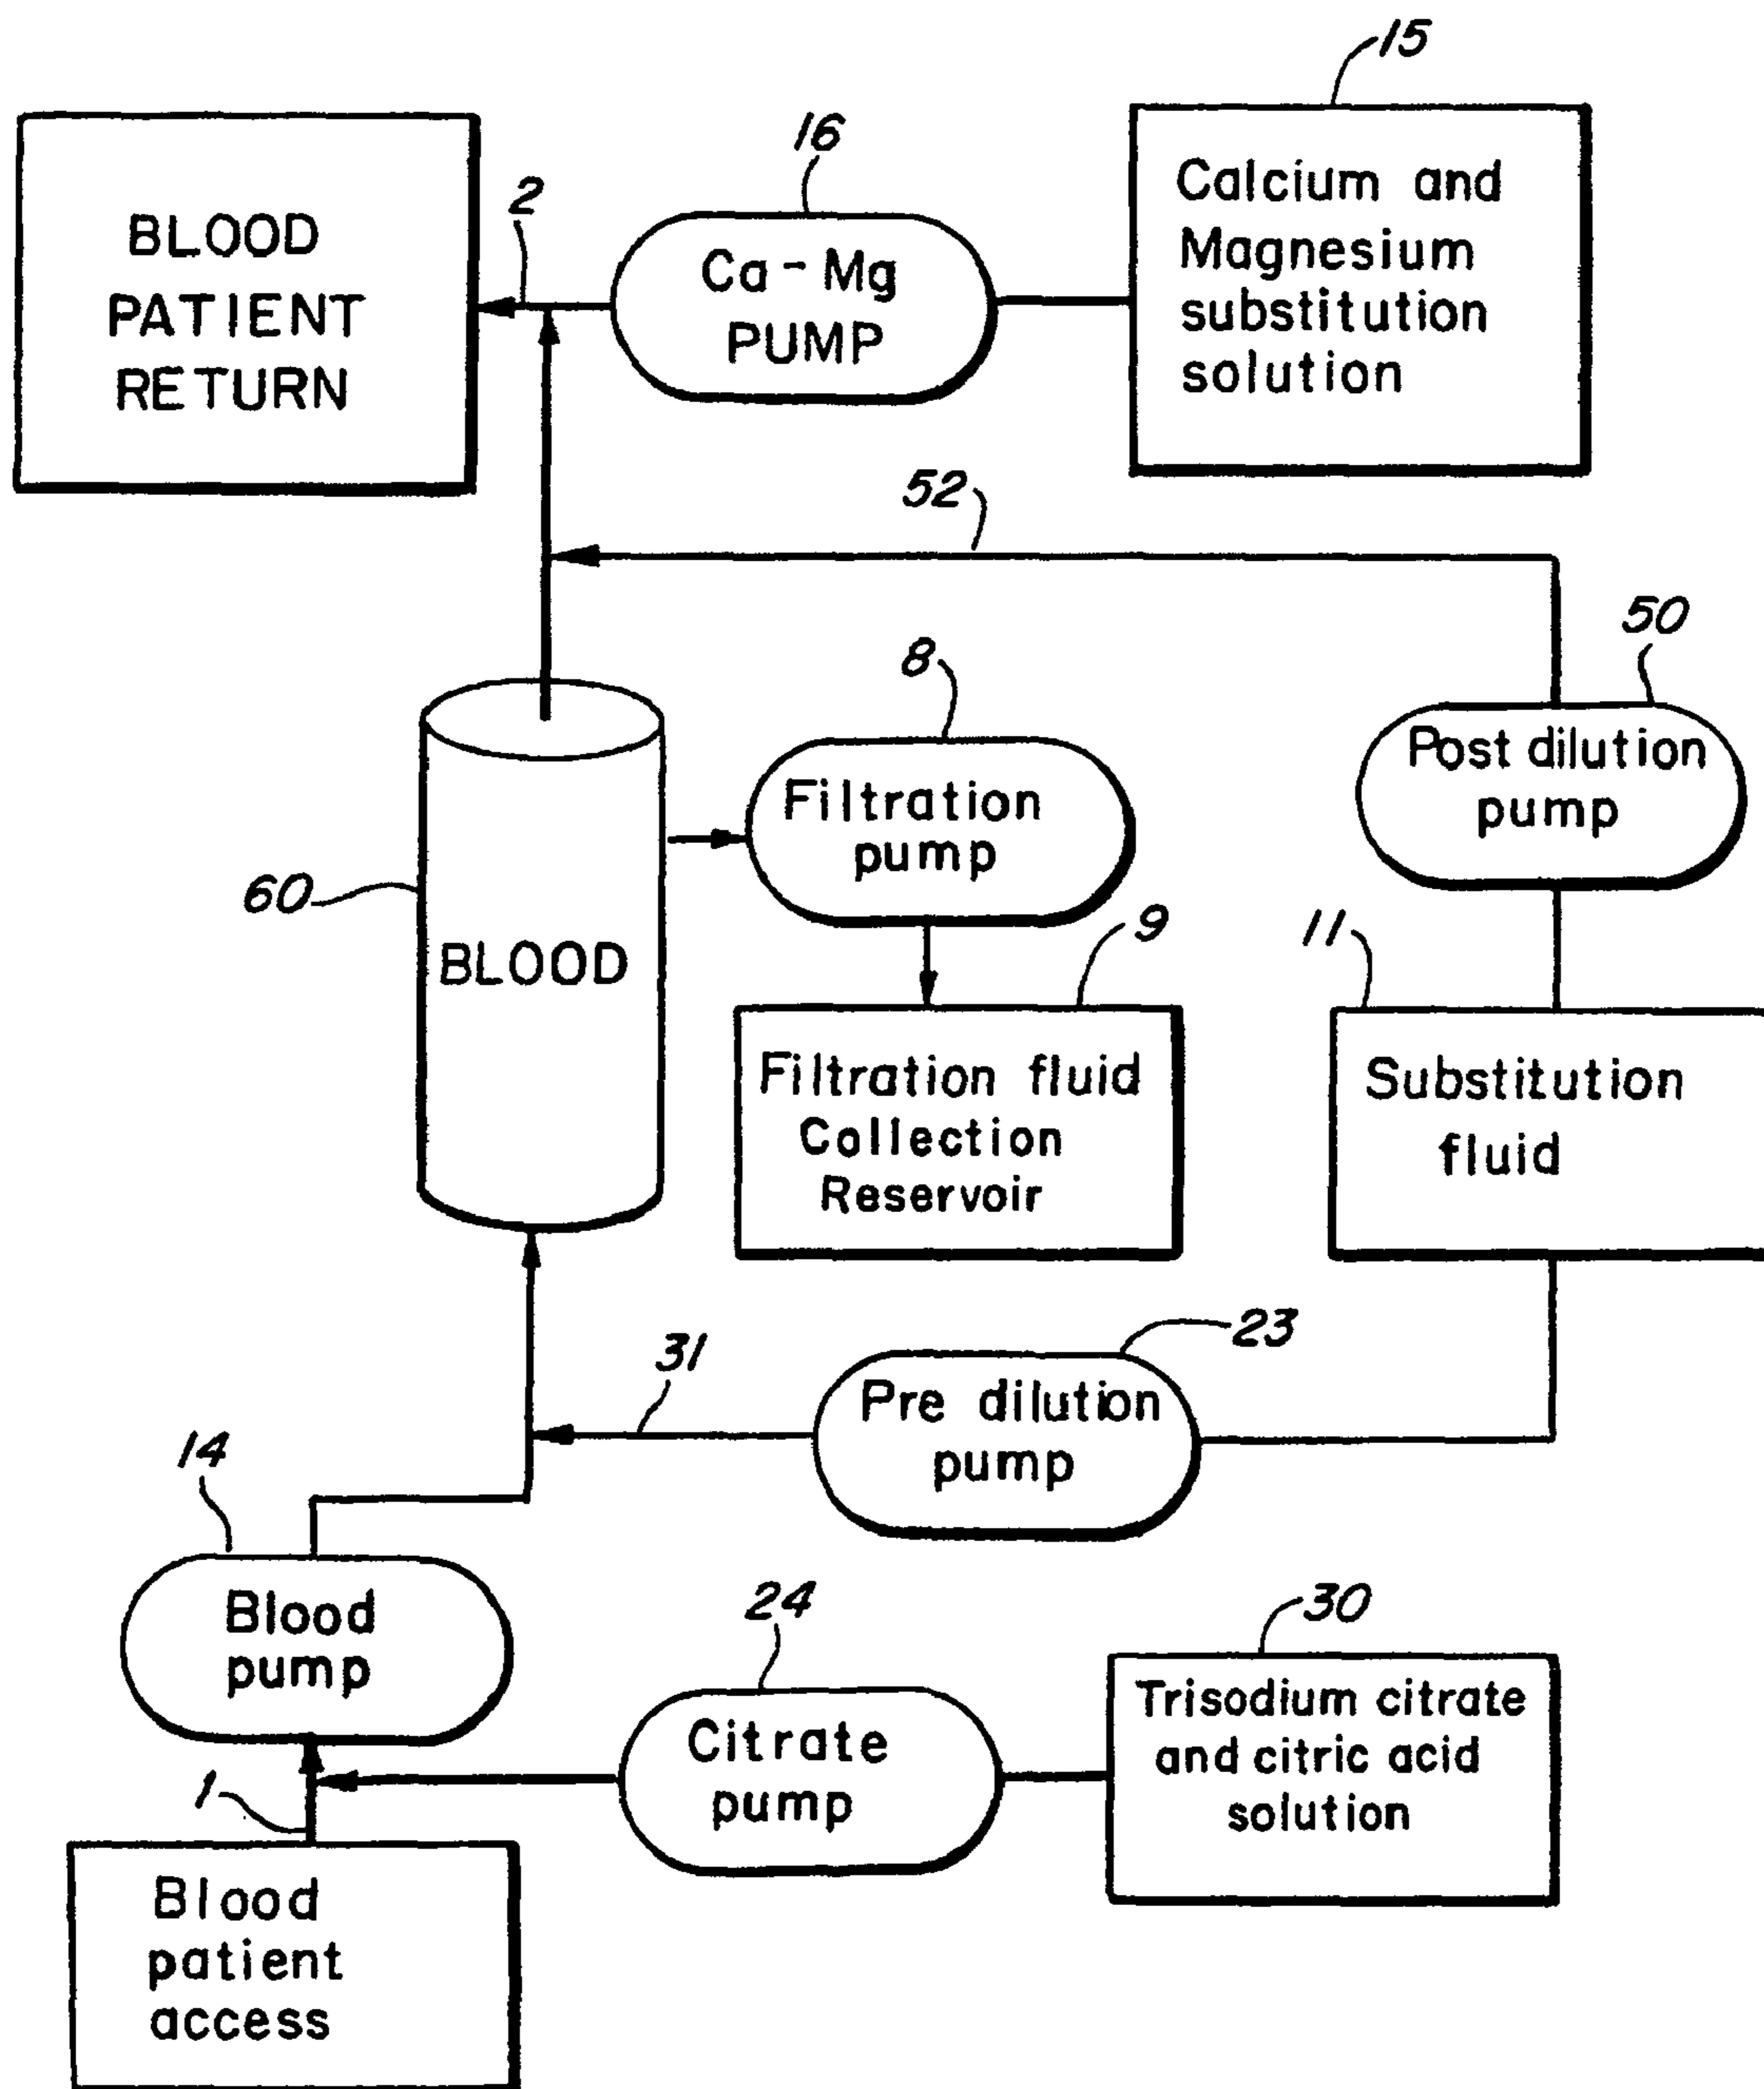 15
16
2
BLOOD
PATIENT
RETURN
Ca-Mg
PUMP
Calcium and
Magnesium
substitution
solution
52
50
8
Post dilution
pump
Filtration
pump
60
BLOOD
9
11
Filtration fluid
Collection
Reservoir
Substitution
fluid
23
31
Pre dilution
pump
14
Blood
pump
24
30
Citrate
pump
Trisodium citrate
and citric acid
solution
1
Blood
patient
access